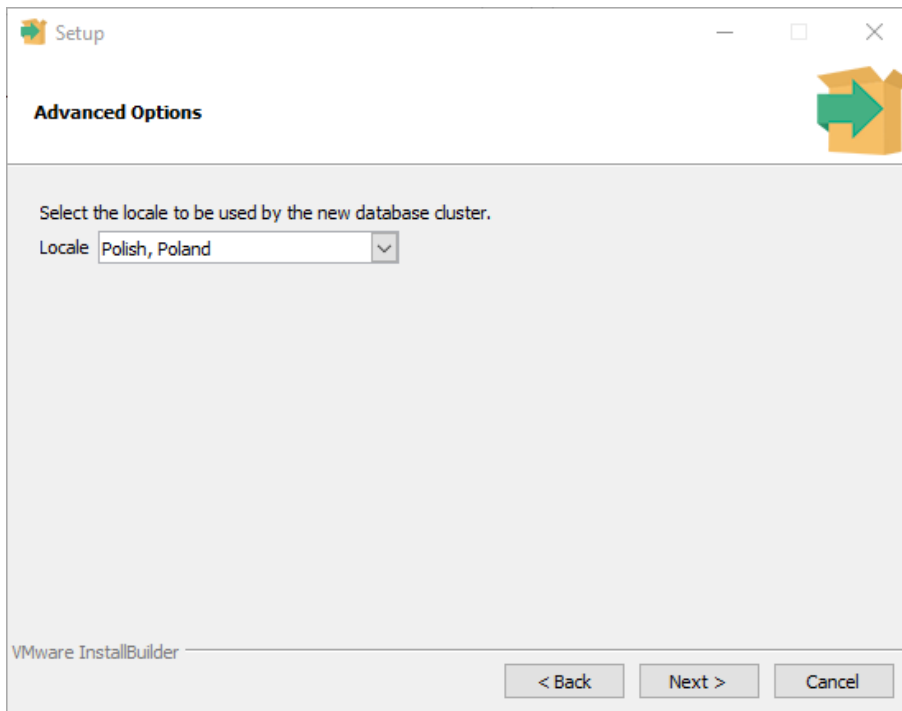 Setup
Advanced Options
Select the locale to be used by the new database cluster.
Locale Polish, Poland
VMware InstallBuilder
< Back Next > Cancel